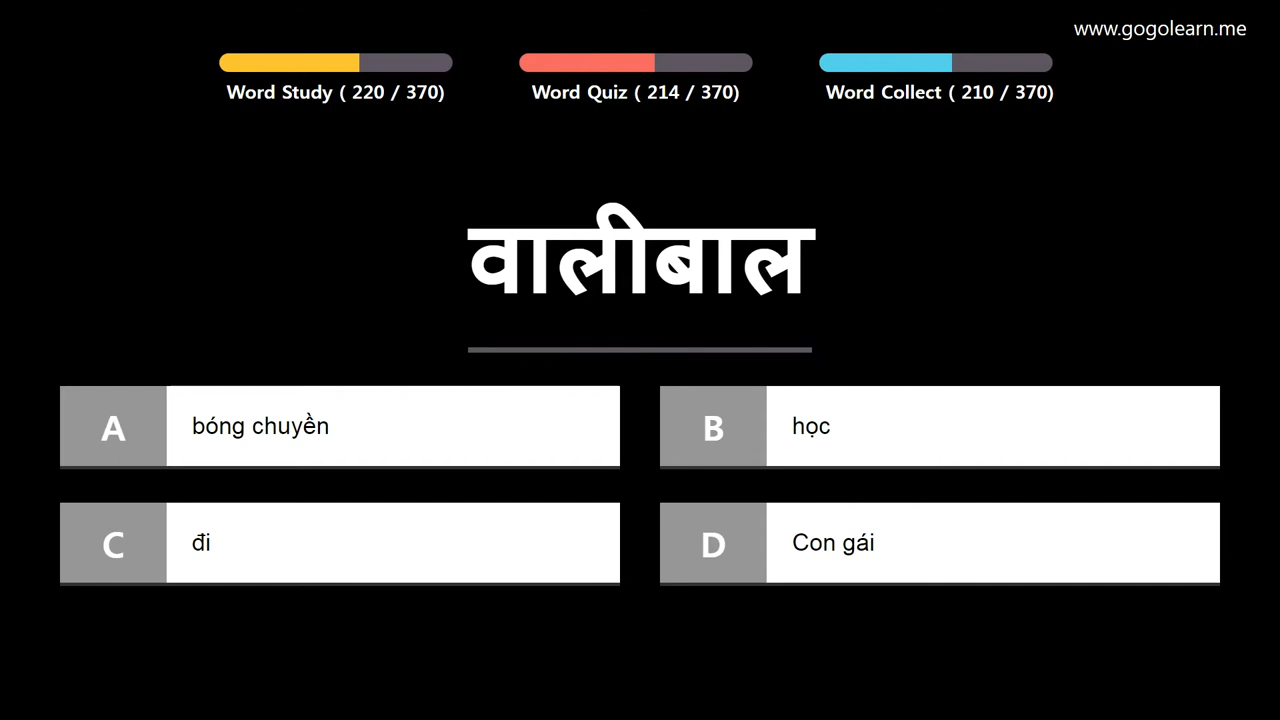 www.gogolearn.me
Word Study ( 220 / 370)
Word Quiz ( 214 / 370)
Word Collect ( 210 / 370)
वालीबाल
A bóng chuyền
B học
C đi
D Con gái